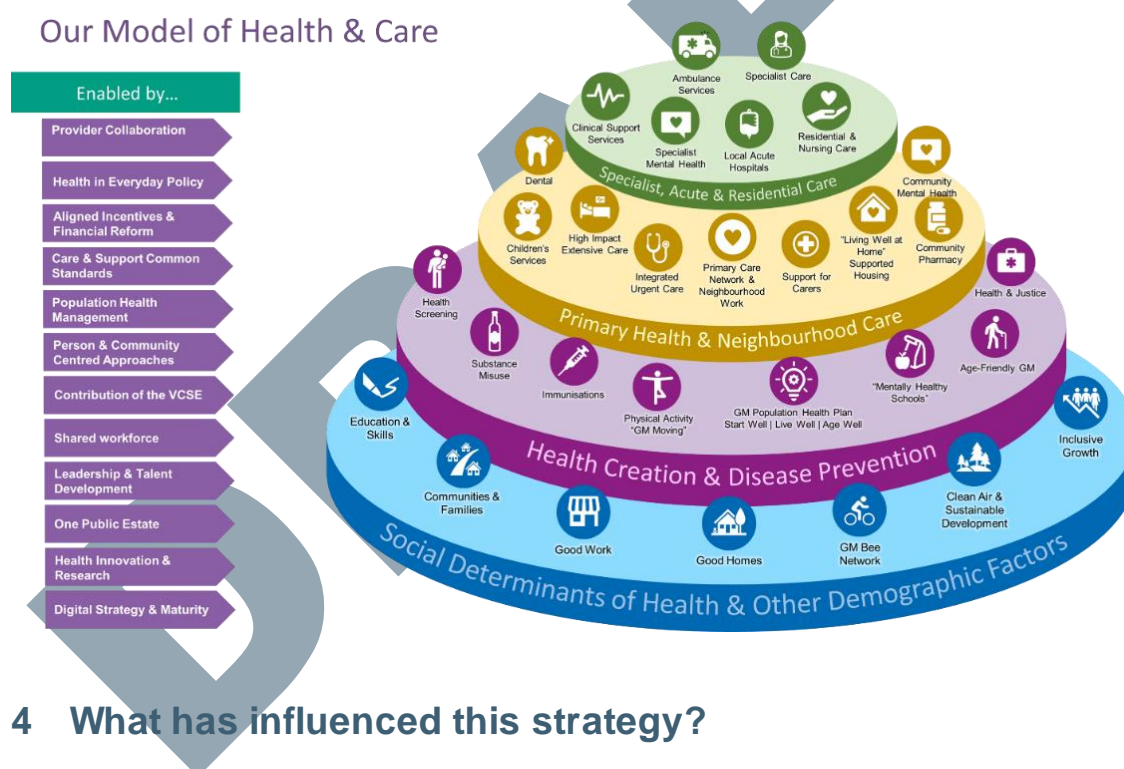 Our Model of Health & Care
Enabled by...
Provider Collaboration
Health in Everyday Policy
Aligned Incentives &
Financial Reform
Care & Support Common
Standards
Population Health
Management
Person & Community
Centred Approaches
Contribution of the VCSE
Shared workforce
Leadership & Talent
Development
One Public Estate
Health Innovation &
Research
Digital Strategy & Maturity
Ambulance
Services
Specialist Care
Clinical Support
Services
Specialist
Mental Health
Local Acute
Hospitals
Residential &
Nursing Care
Specialist, Acute & Residential Care
Dental
Community
Mental Health
Children's
Services
High Impact
Extensive Care
Integrated
Urgent Care
Primary Care
Network &
Neighbourhood
Work
Support for
Carers
"Living Well at
Home"
Supported
Housing
Community
Pharmacy
Primary Health & Neighbourhood Care
Health
Screening
Substance
Misuse
Immunisations
Physical Activity
"GM Moving"
GM Population Health Plan
Start Well | Live Well | Age Well
"Mentally Healthy
Schools"
Age-Friendly GM
Health & Justice
Health Creation & Disease Prevention
Education &
Skills
Communities &
Families
Good Work
Good Homes
GM Bee
Network
Clean Air &
Sustainable
Development
Inclusive
Growth
Social Determinants of Health & Other Demographic Factors
4 What has influenced this strategy?